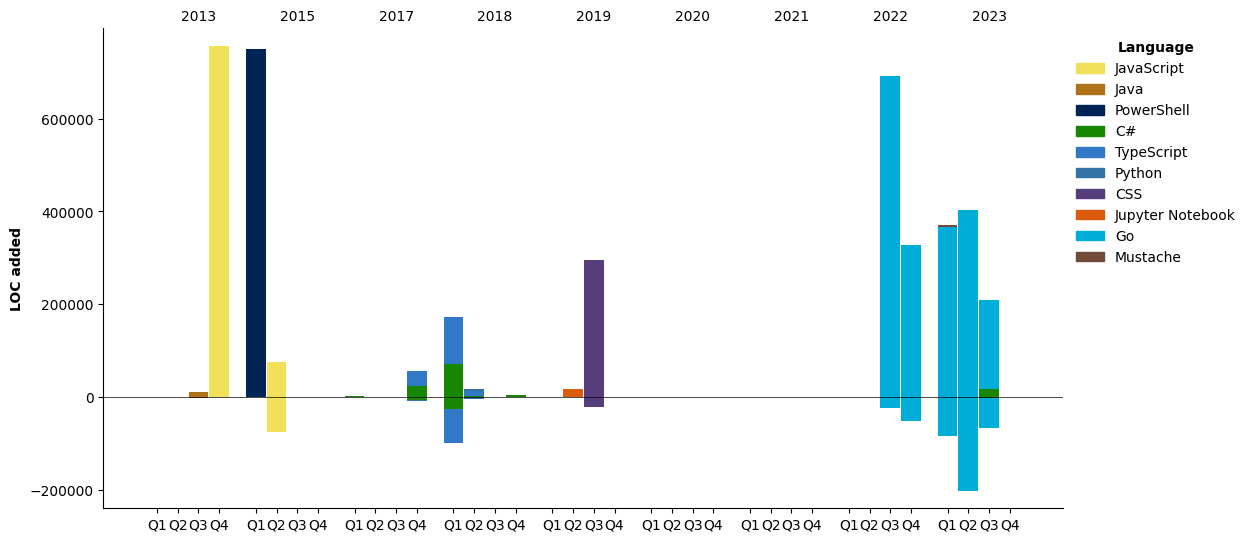 2013 2015 2017 2018 2019 2020 2021 2022 2023
Language
JavaScript
Java
PowerShell
C#
TypeScript
Python
CSS
Jupyter Notebook
Go
Mustache
LOC added
600000
400000
200000
0
−200000
Q1 Q2 Q3 Q4 Q1 Q2 Q3 Q4 Q1 Q2 Q3 Q4 Q1 Q2 Q3 Q4 Q1 Q2 Q3 Q4 Q1 Q2 Q3 Q4 Q1 Q2 Q3 Q4 Q1 Q2 Q3 Q4 Q1 Q2 Q3 Q4